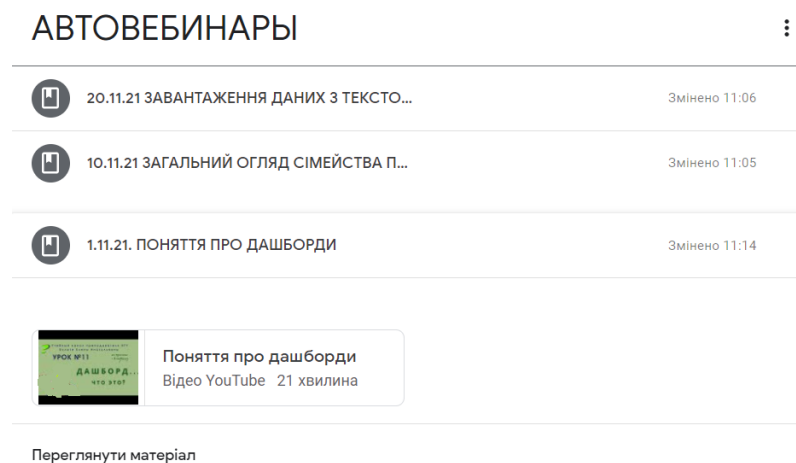 АВТОВЕБИНАРЫ
20.11.21 ЗАВАНТАЖЕННЯ ДАНИХ З ТЕКСТО...
Змінено 11:06
10.11.21 ЗАГАЛЬНИЙ ОГЛЯД СІМЕЙСТВА П...
Змінено 11:05
1.11.21. ПОНЯТТЯ ПРО ДАШБОРДИ
Змінено 11:14
УРОК №11
ДАШБОРД...
ЧТО ЭТО?
Поняття про дашборди
Відео YouTube 21 хвилина
Переглянути матеріал